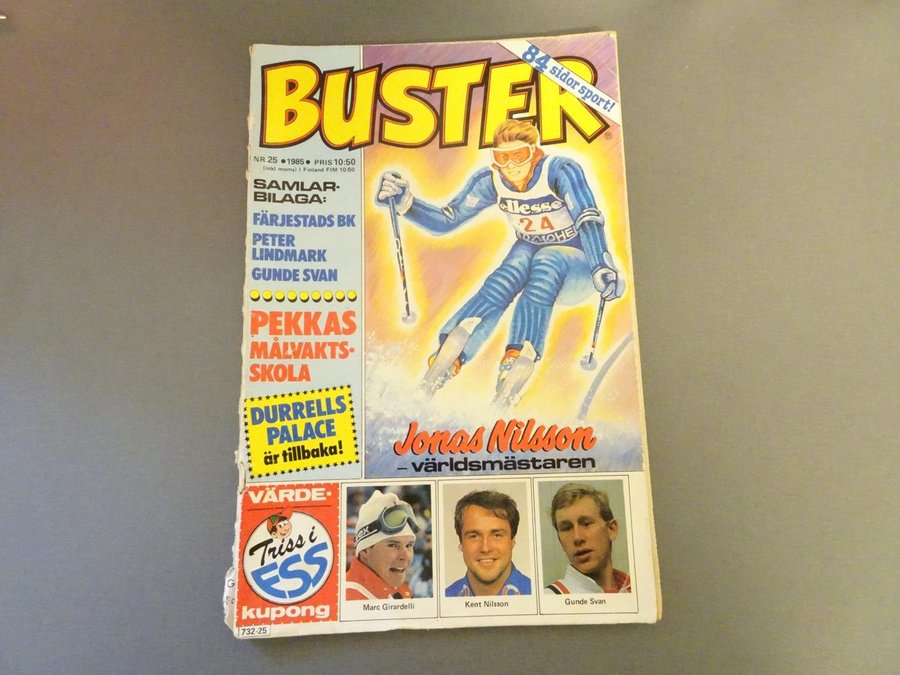 BUSTER
84 sidor sport!
NR 25 • 1985 • PRIS 10:50
(inkl moms) I Finland FIM 10:50
SAMLAR-
BILAGA:
FÄRJESTADS BK
PETER
LINDMARK
GUNDE SVAN
PEKKAS
MÅLVAKTS-
SKOLA
DURRELLS
PALACE
är tillbaka!
ellesse
24
Jonas Nilsson
– världsmästaren
VÄRDE-
Triss i
ESS
kupong
732-25
Marc Girardelli
Kent Nilsson
Gunde Svan